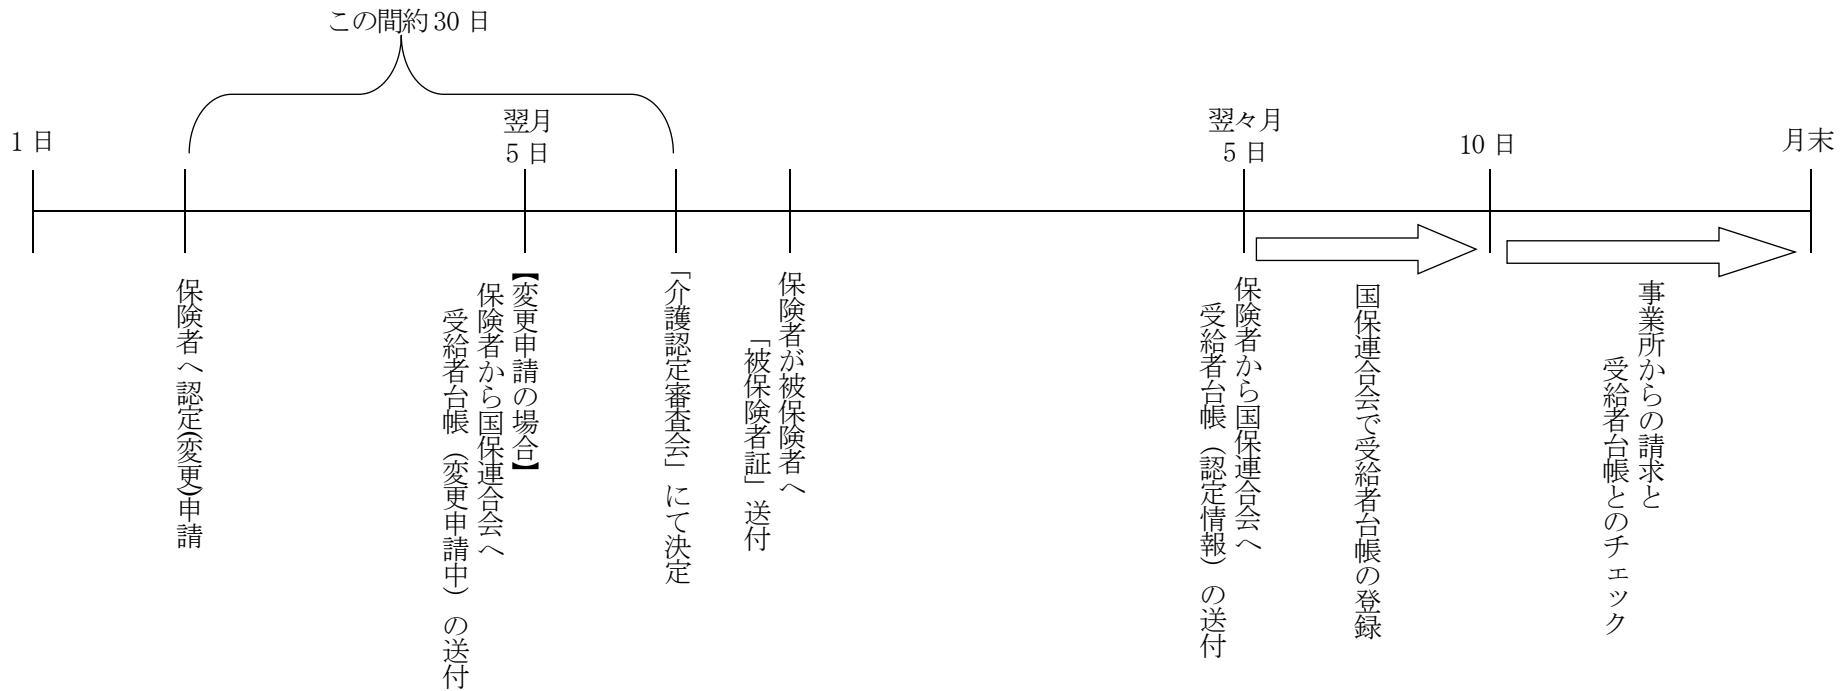 この間約30日
1日
翌月
5日
翌々月
5日
10日
月末
保険者へ認定(変更)申請
【変更申請の場合】
保険者から国保連合会へ
受給者台帳（変更申請中）の送付
「介護認定審査会」にて決定
保険者が被保険者へ
「被保険者証」送付
保険者から国保連合会へ
受給者台帳（認定情報）の送付
国保連合会で受給者台帳の登録
事業所からの請求と
受給者台帳とのチェック